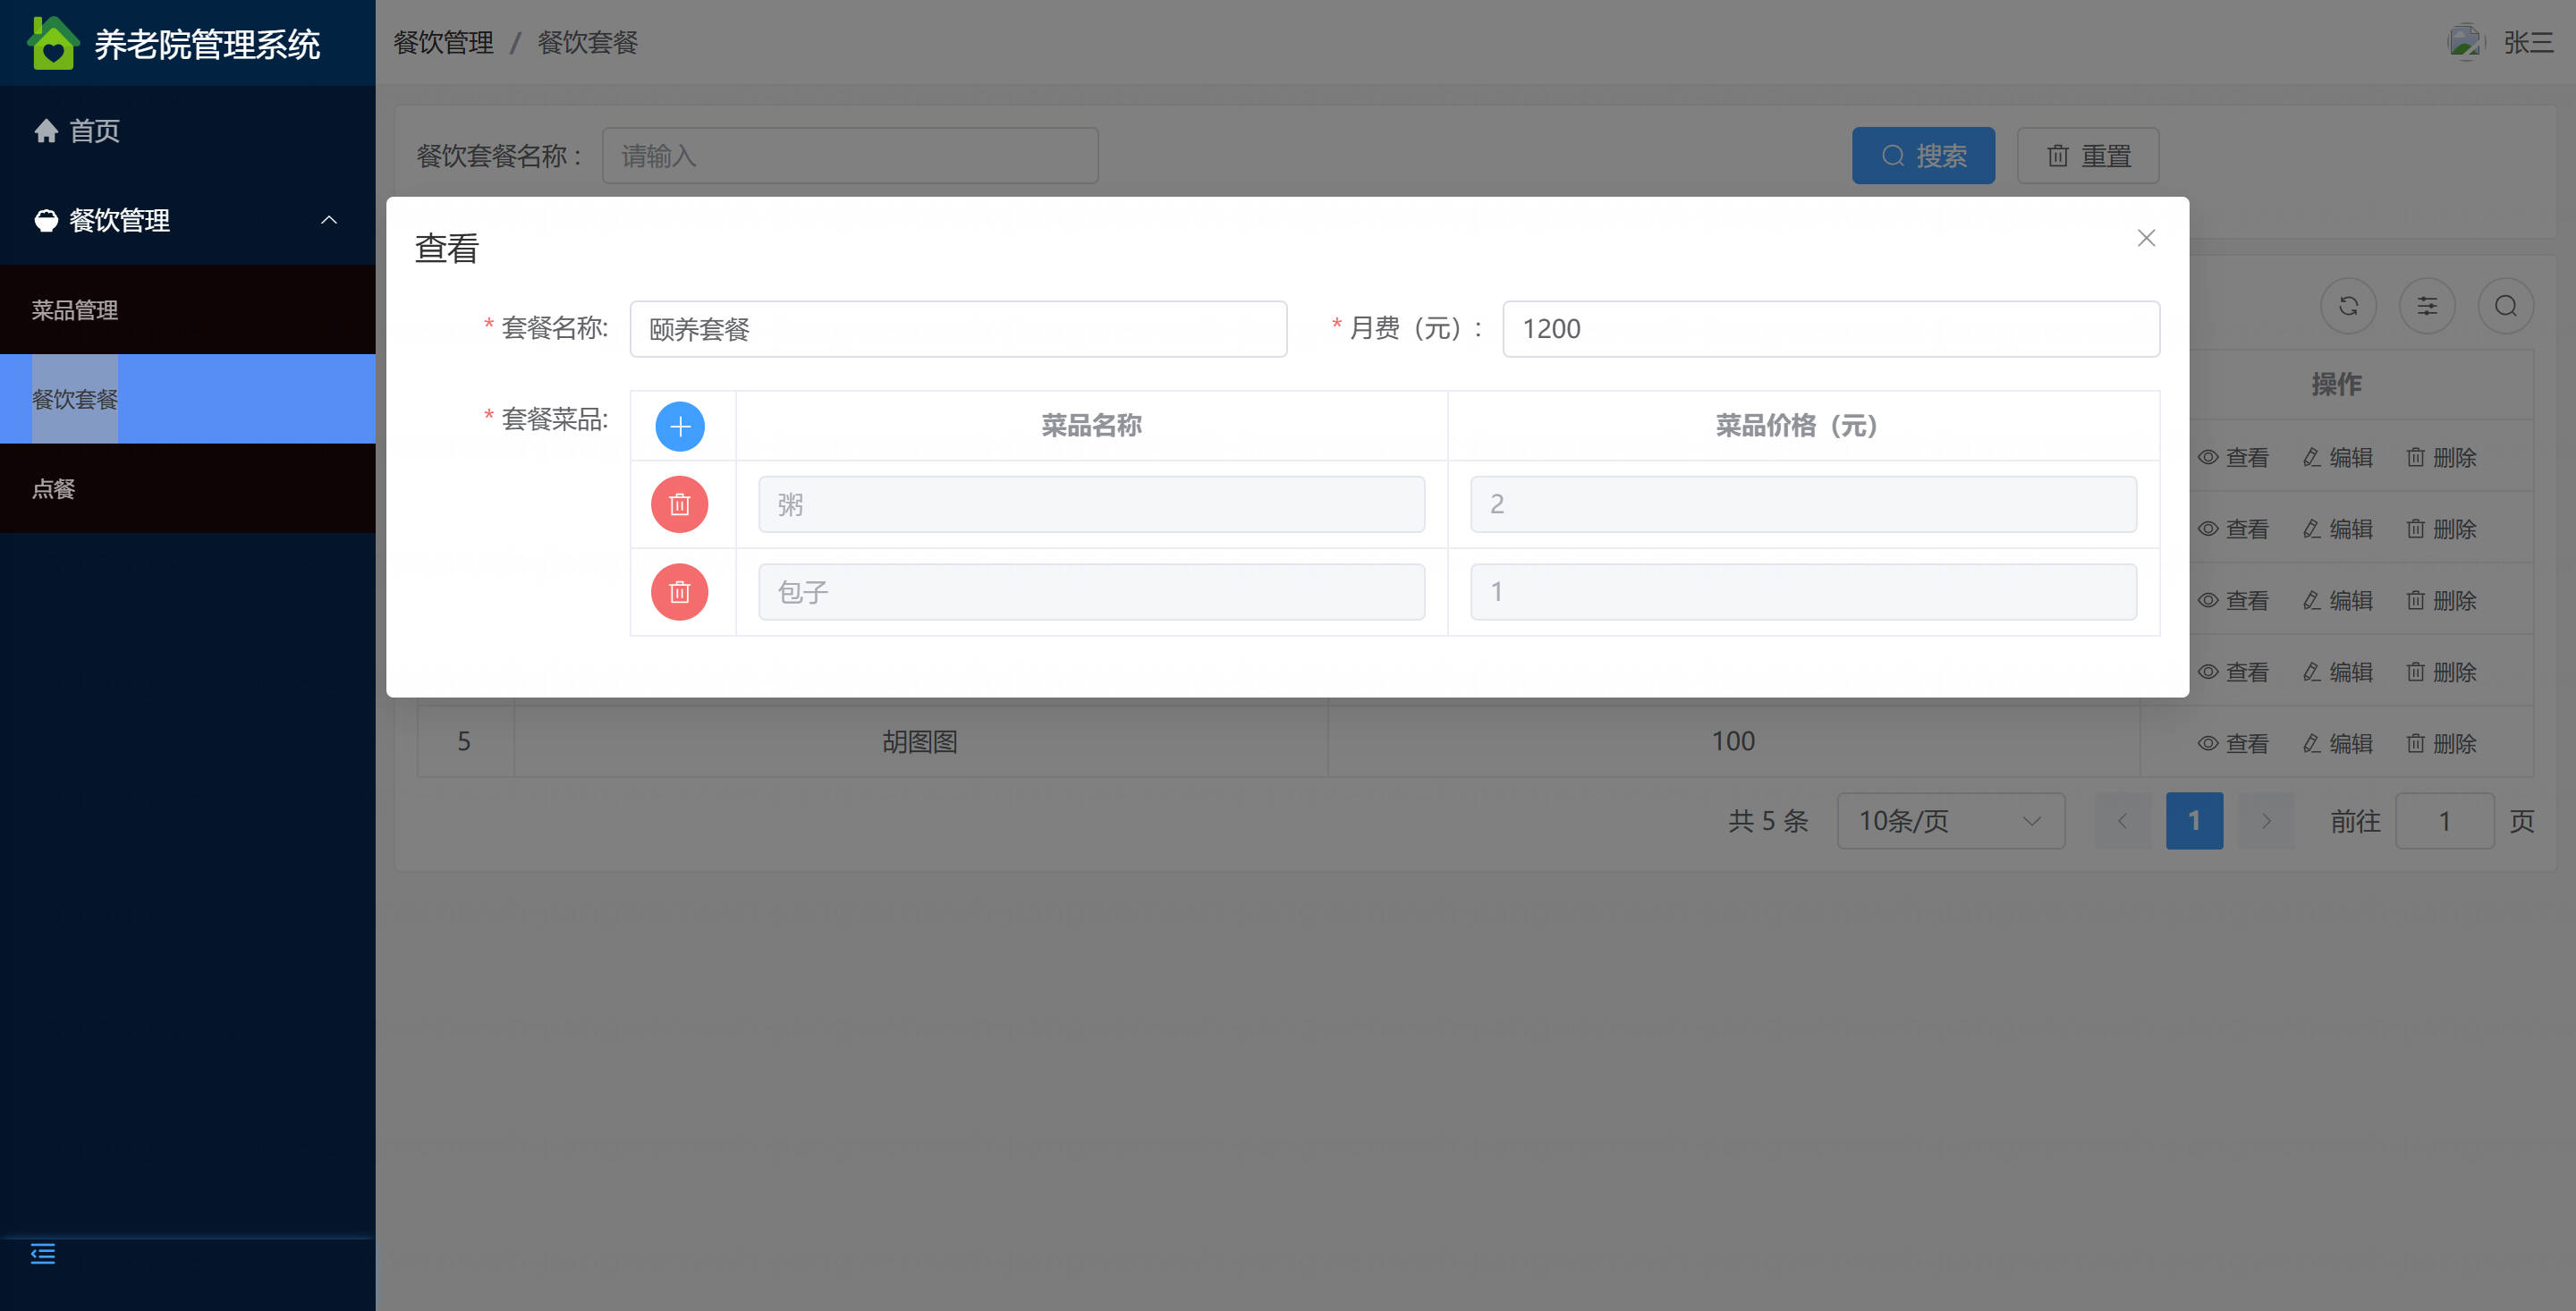 养老院管理系统
首页
餐饮管理
菜品管理
餐饮套餐
点餐
餐饮管理 / 餐饮套餐
张三
餐饮套餐名称： 请输入 搜索 重置
查看
* 套餐名称: 颐养套餐 * 月费（元）: 1200
* 套餐菜品: 菜品名称 菜品价格（元）
粥 2
包子 1
操作
查看 编辑 删除
查看 编辑 删除
查看 编辑 删除
查看 编辑 删除
5 胡图图 100 查看 编辑 删除
共 5 条 10条/页 1 前往 1 页